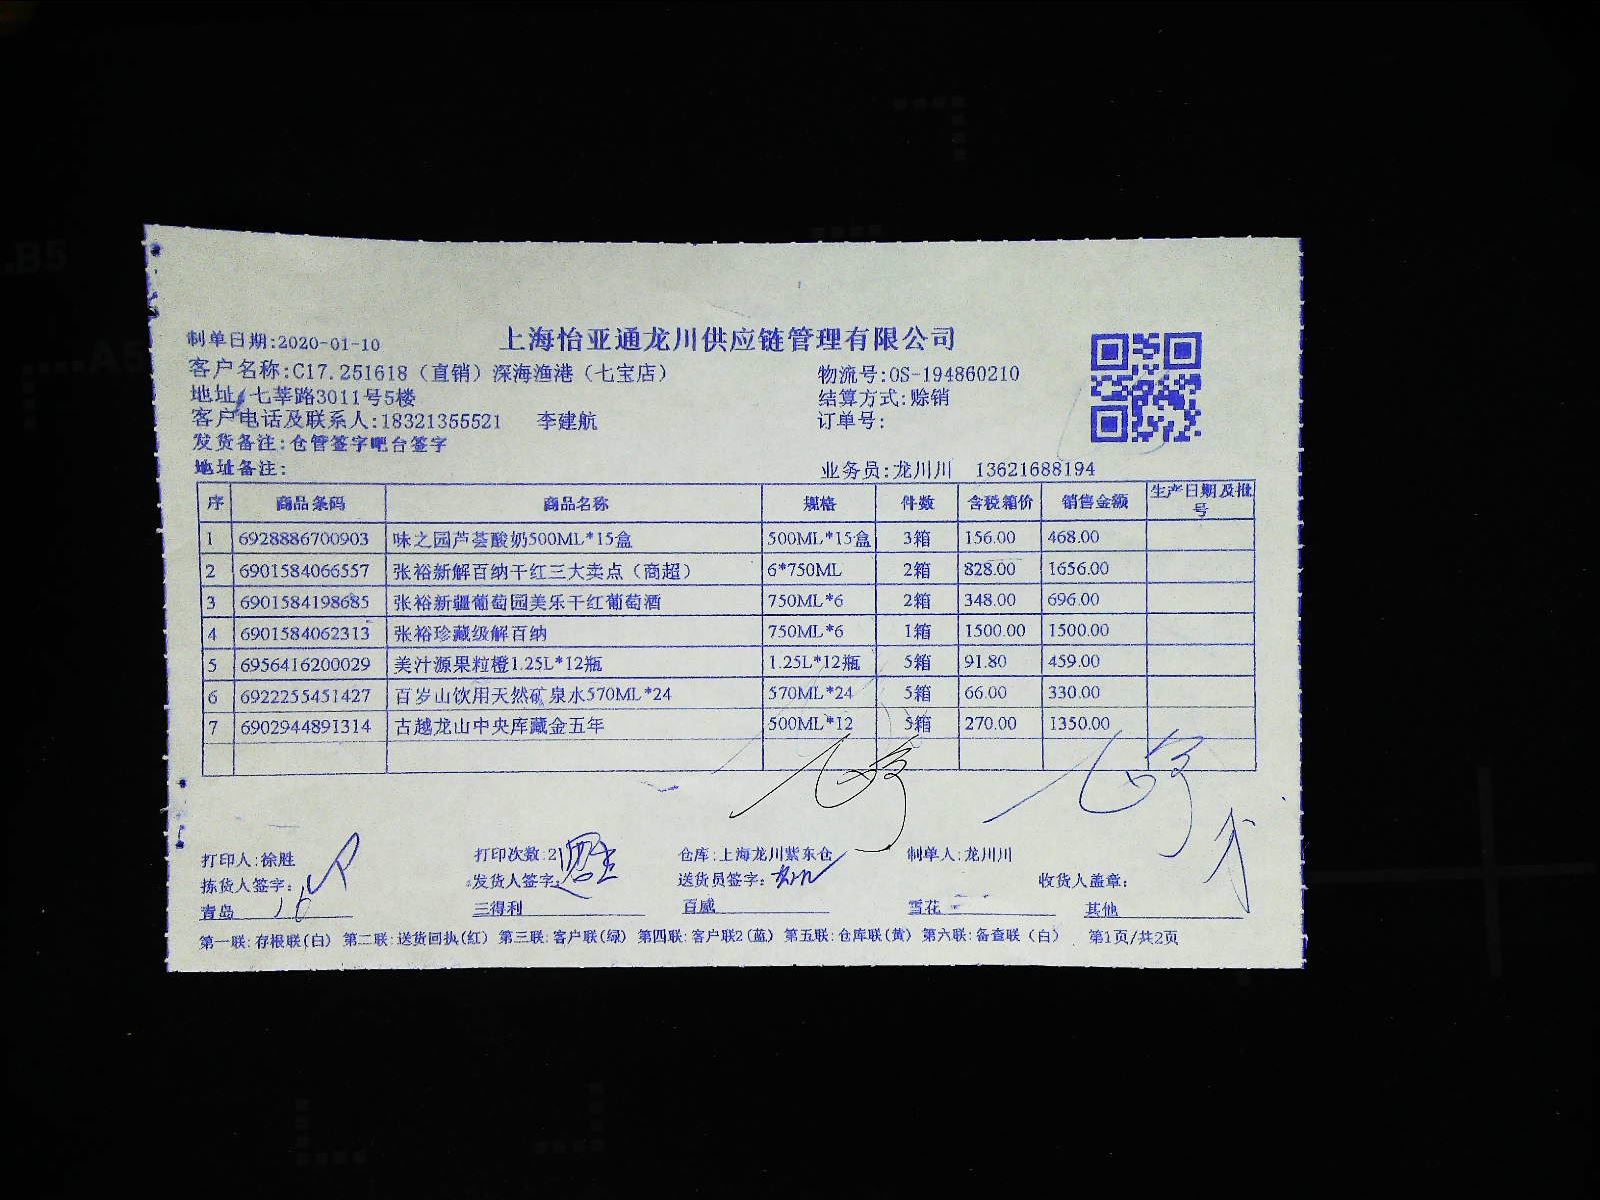 上海怡亚通龙川供应链管理有限公司
制单日期:2020-01-10
客户名称:C17.251618（直销）深海渔港（七宝店） 物流号:OS-194860210
地址:七莘路3011号5楼 结算方式:赊销
客户电话及联系人:18321355521 李建航 订单号:
发货备注:仓管签字吧台签字
地址备注: 业务员:龙川川 13621688194
序 商品条码 商品名称 规格 件数 含税箱价 销售金额 生产日期及批号
1 6928886700903 味之园芦荟酸奶500ML*15盒 500ML*15盒 3箱 156.00 468.00
2 6901584066557 张裕新解百纳干红三大卖点（商超） 6*750ML 2箱 828.00 1656.00
3 6901584198685 张裕新疆葡萄园美乐干红葡萄酒 750ML*6 2箱 348.00 696.00
4 6901584062313 张裕珍藏级解百纳 750ML*6 1箱 1500.00 1500.00
5 6956416200029 美汁源果粒橙1.25L*12瓶 1.25L*12瓶 5箱 91.80 459.00
6 6922255451427 百岁山饮用天然矿泉水570ML*24 570ML*24 5箱 66.00 330.00
7 6902944891314 古越龙山中央库藏金五年 500ML*12 5箱 270.00 1350.00
打印人:徐胜 打印次数:2 仓库:上海龙川紫东仓 制单人:龙川川
拣货人签字: 发货人签字: 送货员签字: 收货人盖章:
青岛 三得利 百威 雪花 其他
第一联:存根联(白) 第二联:送货回执(红) 第三联:客户联(绿) 第四联:客户联2(蓝) 第五联:仓库联(黄) 第六联:备查联（白） 第1页/共2页